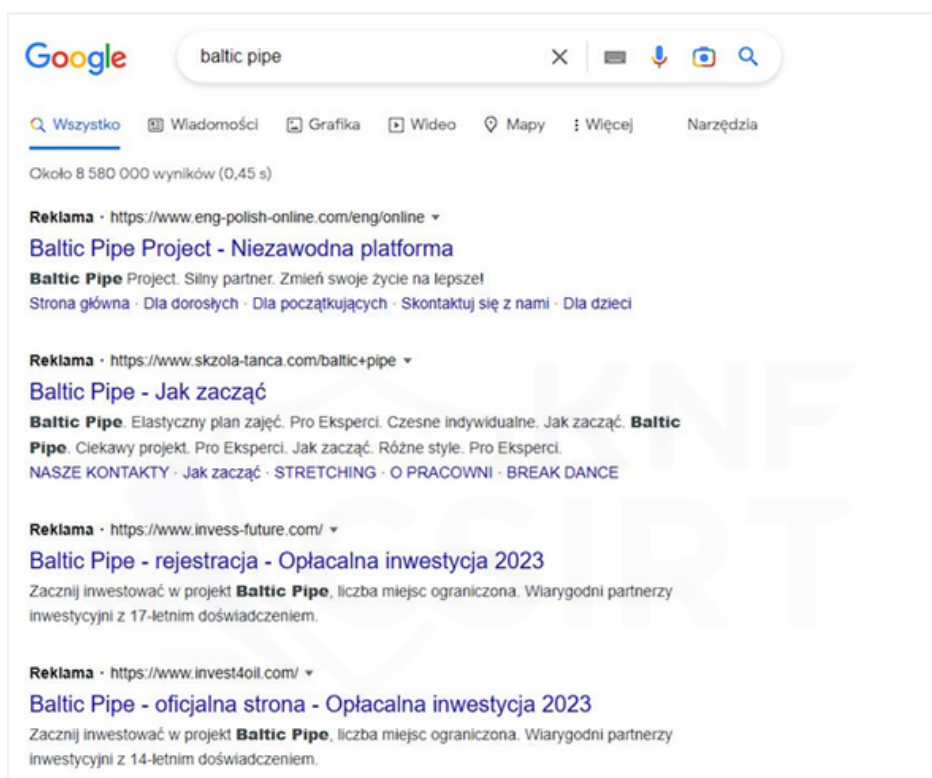 Google baltic pipe
Wszystko Wiadomości Grafika Wideo Mapy Więcej Narzędzia
Około 8 580 000 wyników (0,45 s)
Reklama · https://www.eng-polish-online.com/eng/online
Baltic Pipe Project - Niezawodna platforma
Baltic Pipe Project. Silny partner. Zmień swoje życie na lepsze!
Strona główna · Dla dorosłych · Dla początkujących · Skontaktuj się z nami · Dla dzieci
Reklama · https://www.skzola-tanca.com/baltic+pipe
Baltic Pipe - Jak zacząć
Baltic Pipe. Elastyczny plan zajęć. Pro Eksperci. Czesne indywidualne. Jak zacząć. Baltic
Pipe. Ciekawy projekt. Pro Eksperci. Jak zacząć. Różne style. Pro Eksperci.
NASZE KONTAKTY · Jak zacząć · STRETCHING · O PRACOWNI · BREAK DANCE
KNF
CSIRT
Reklama · https://www.invess-future.com/
Baltic Pipe - rejestracja - Opłacalna inwestycja 2023
Zacznij inwestować w projekt Baltic Pipe, liczba miejsc ograniczona. Wiarygodni partnerzy
inwestycyjni z 17-letnim doświadczeniem.
Reklama · https://www.invest4oil.com/
Baltic Pipe - oficjalna strona - Opłacalna inwestycja 2023
Zacznij inwestować w projekt Baltic Pipe, liczba miejsc ograniczona. Wiarygodni partnerzy
inwestycyjni z 14-letnim doświadczeniem.